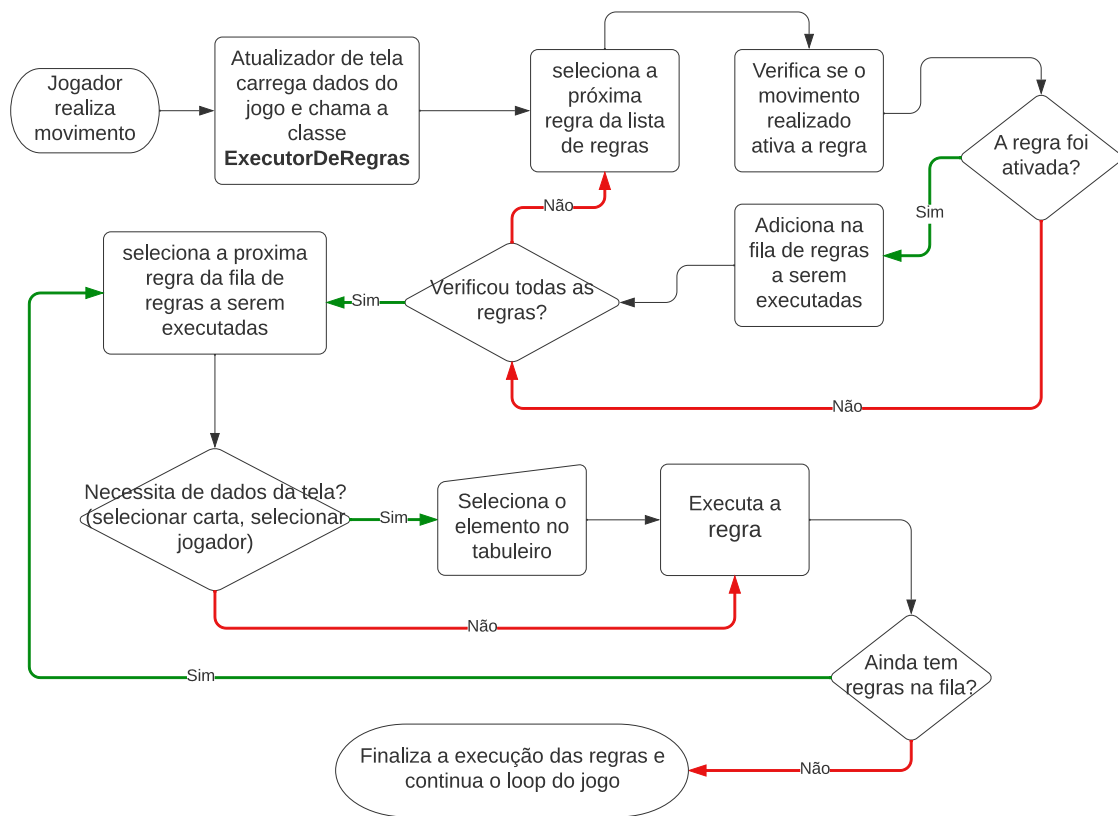 Jogador
realiza
movimento
Atualizador de tela
carrega dados do
jogo e chama a
classe
ExecutorDeRegras
seleciona a
próxima
regra da lista
de regras
Verifica se o
movimento
realizado
ativa a regra
A regra foi
ativada?
Sim
Não
Adiciona na
fila de regras
a serem
executadas
Verificou todas as
regras?
Não
Sim
seleciona a proxima
regra da fila de
regras a serem
executadas
Necessita de dados da tela?
(selecionar carta, selecionar
jogador)
Sim
Não
Seleciona o
elemento no
tabuleiro
Executa a
regra
Ainda tem
regras na fila?
Sim
Não
Finaliza a execução das regras e
continua o loop do jogo